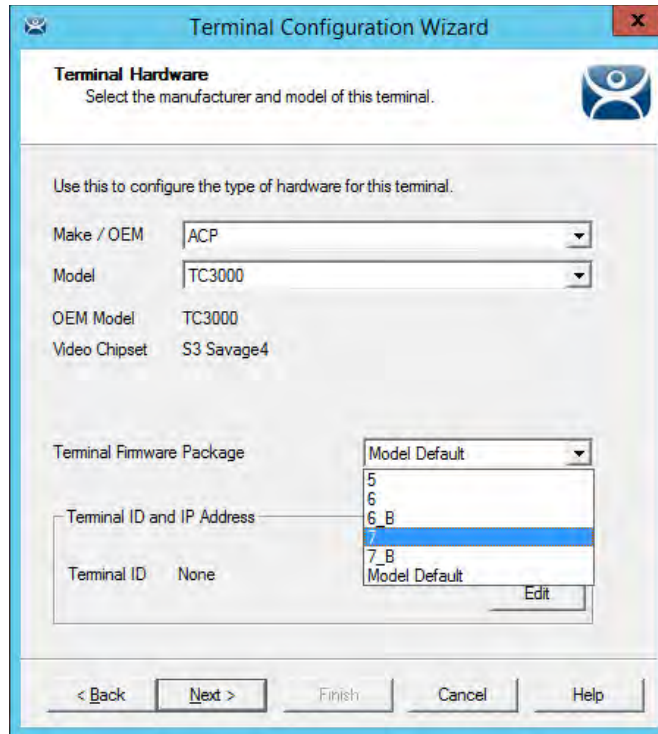 Terminal Configuration Wizard
x
Terminal Hardware
Select the manufacturer and model of this terminal.
Use this to configure the type of hardware for this terminal.
Make / OEM ACP
Model TC3000
OEM Model TC3000
Video Chipset S3 Savage4
Terminal Firmware Package Model Default
5
6
6_B
Terminal ID and IP Address
7
7_B
Terminal ID None Model Default
Edit
< Back Next > Finish Cancel Help